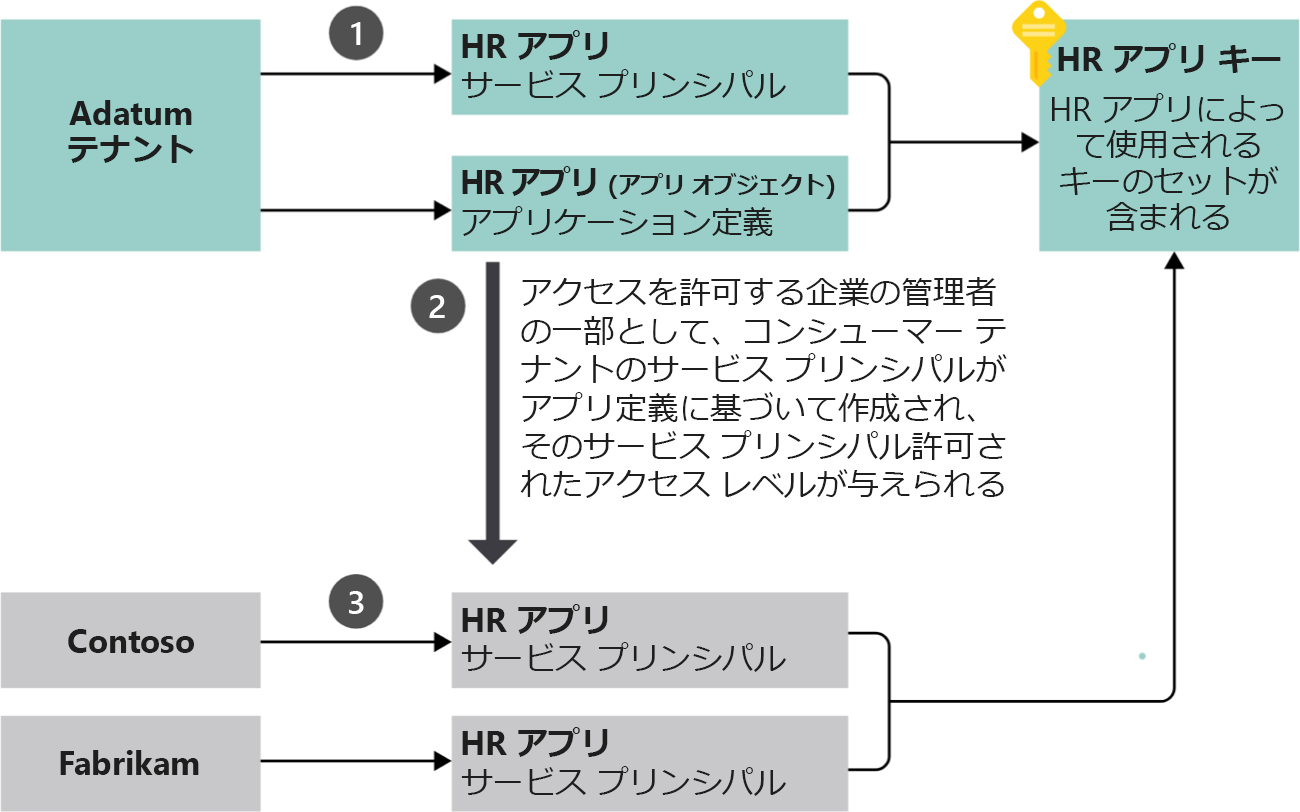 1
HR アプリ
サービス プリンシパル
Adatum
テナント
HR アプリ (アプリ オブジェクト)
アプリケーション定義
HR アプリ キー
HR アプリによっ
て使用される
キーのセットが
含まれる
2
アクセスを許可する企業の管理者
の一部として、コンシューマー テ
ナントのサービス プリンシパルが
アプリ定義に基づいて作成され、
そのサービス プリンシパル許可さ
れたアクセス レベルが与えられる
3
Contoso
HR アプリ
サービス プリンシパル
Fabrikam
HR アプリ
サービス プリンシパル